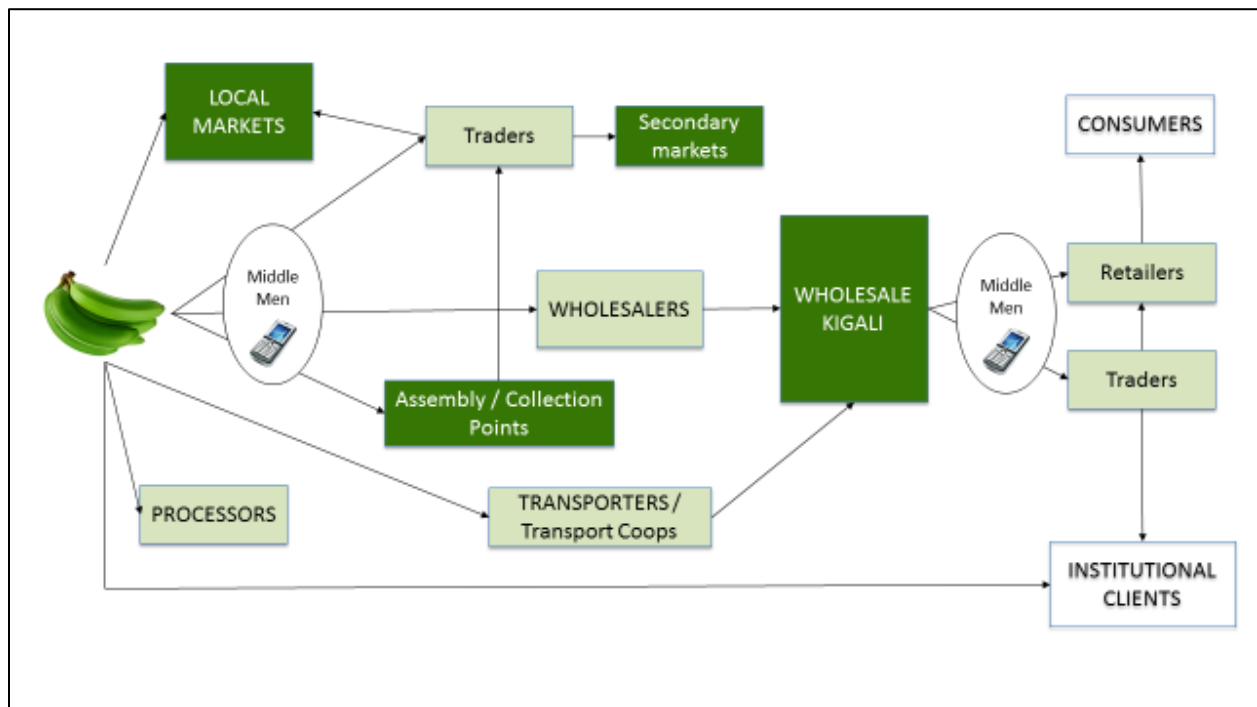 LOCAL
MARKETS
Traders
Secondary
markets
CONSUMERS
Middle
Men
WHOLESALERS
WHOLESALE
KIGALI
Middle
Men
Retailers
Traders
Assembly / Collection
Points
PROCESSORS
TRANSPORTERS /
Transport Coops
INSTITUTIONAL
CLIENTS